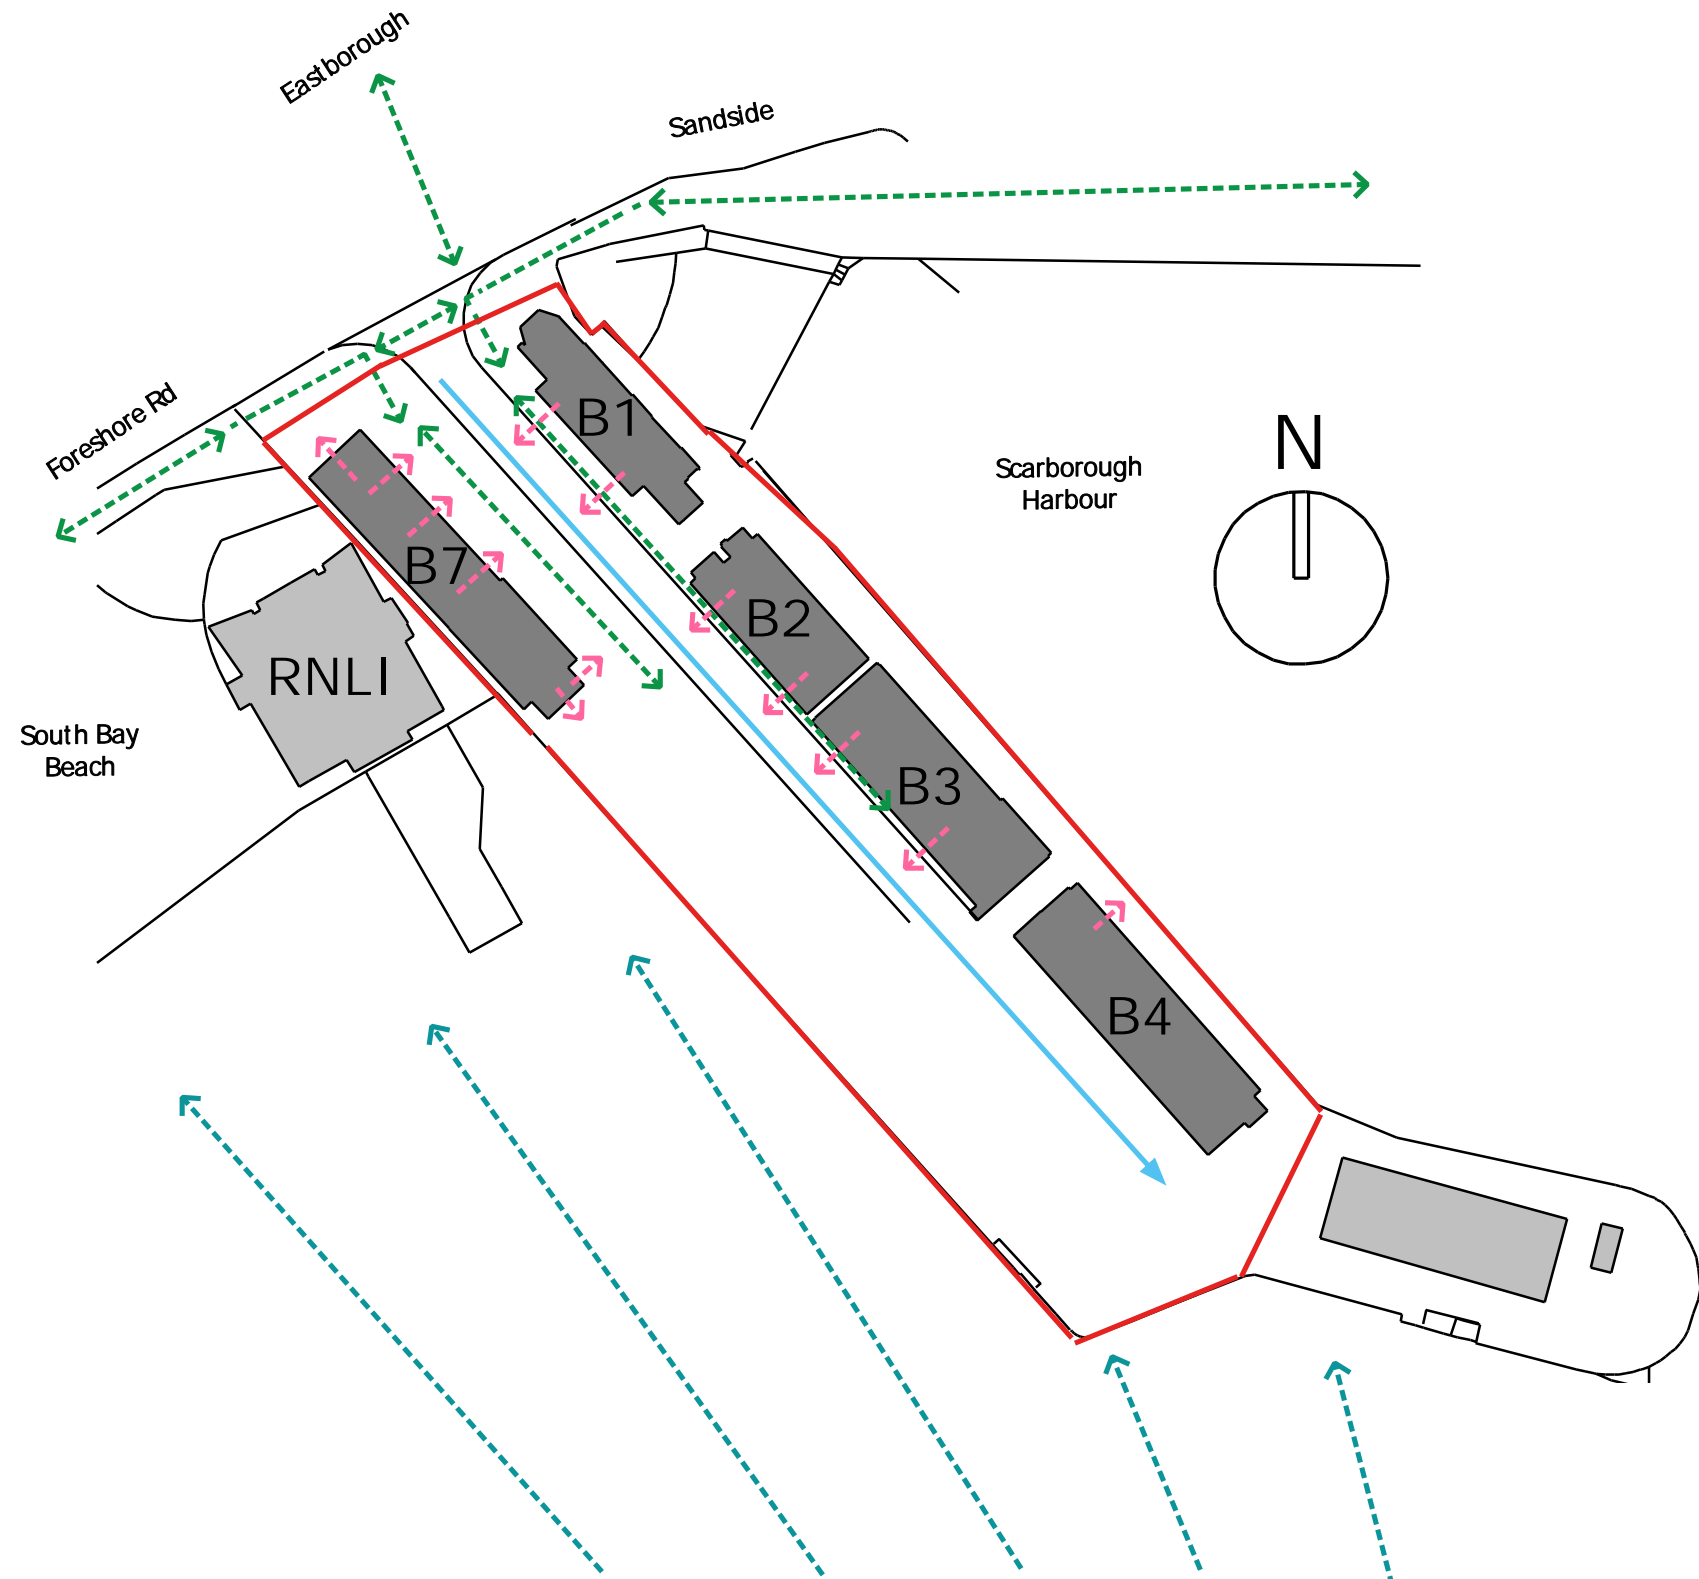 Eastborough
Sandside
Foreshore Rd
B1
N
Scarborough
Harbour
B7
B2
RNLI
South Bay
Beach
B3
B4